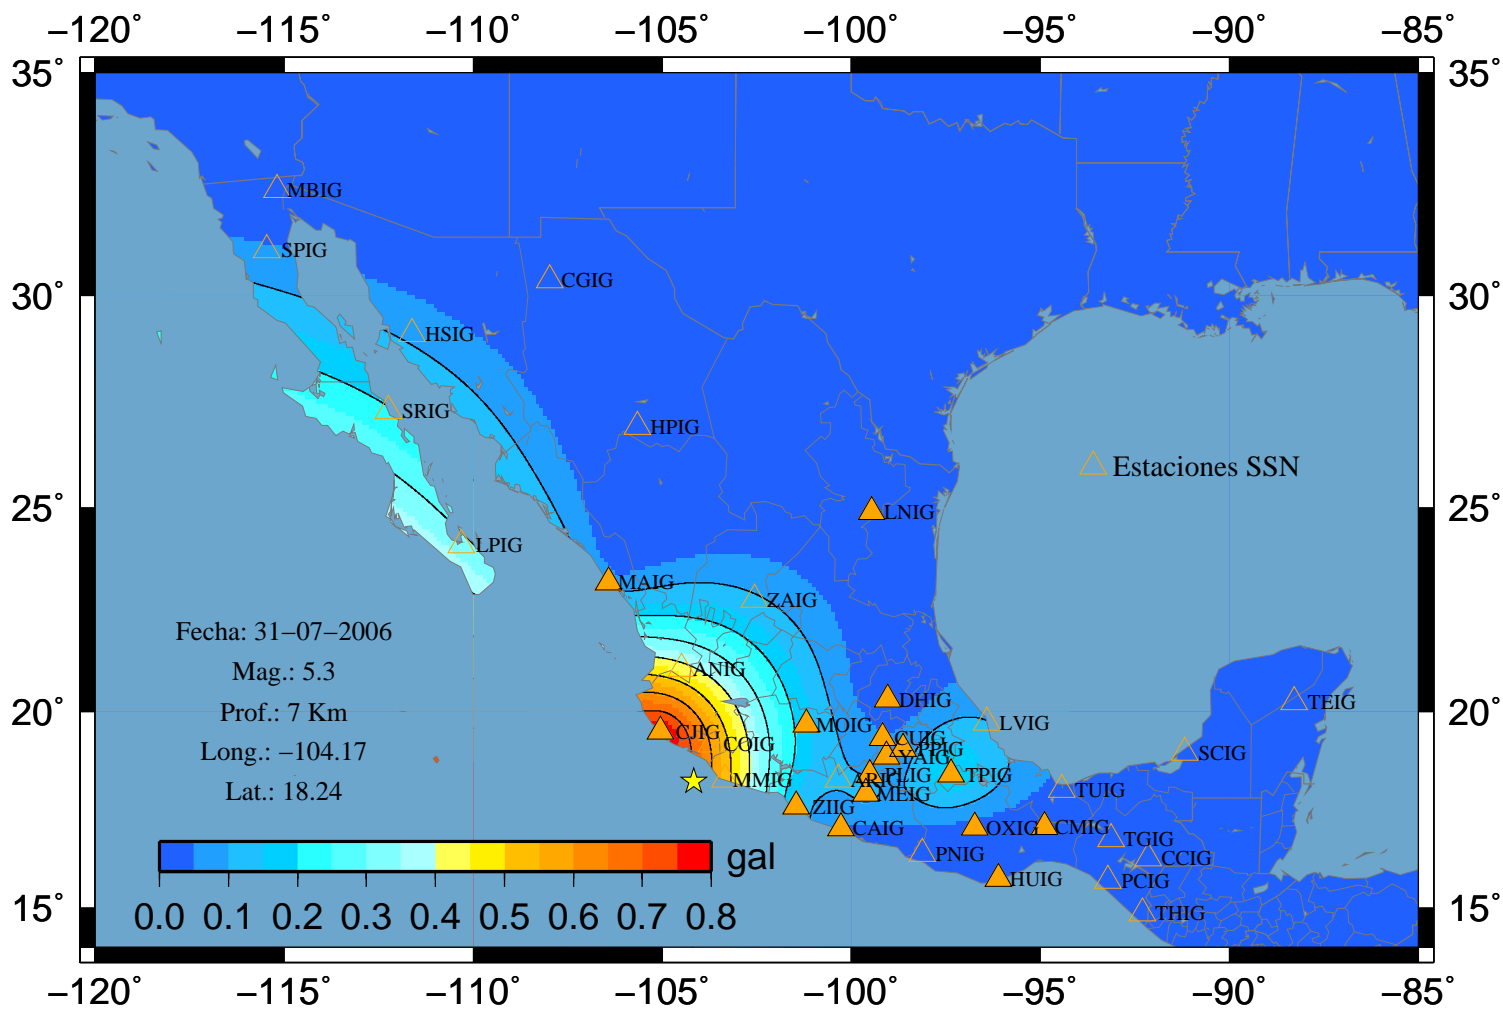 −120˚ −115˚ −110˚ −105˚ −100˚ −95˚ −90˚ −85˚
35˚ 35˚
MBIG
SPIG
CGIG
30˚ 30˚
HSIG
SRIG
HPIG
Estaciones SSN
25˚ 25˚
LNIG
LPIG
MAIG
ZAIG
Fecha: 31−07−2006
Mag.: 5.3
ANIG
Prof.: 7 Km
DHIG
TEIG
20˚ 20˚
LVIG
MOIG
CJIG
CUIG
COIG
PPIG
Long.: −104.17
SCIG
YAIG
PLIG
TPIG
MMIG
ARIG
Lat.: 18.24
TUIG
MEIG
ZIIG
CAIG
OXIG
CMIG
TGIG
PNIG
CCIG
gal
HUIG
PCIG
15˚ 15˚
THIG
0.0 0.1 0.2 0.3 0.4 0.5 0.6 0.7 0.8
−120˚ −115˚ −110˚ −105˚ −100˚ −95˚ −90˚ −85˚